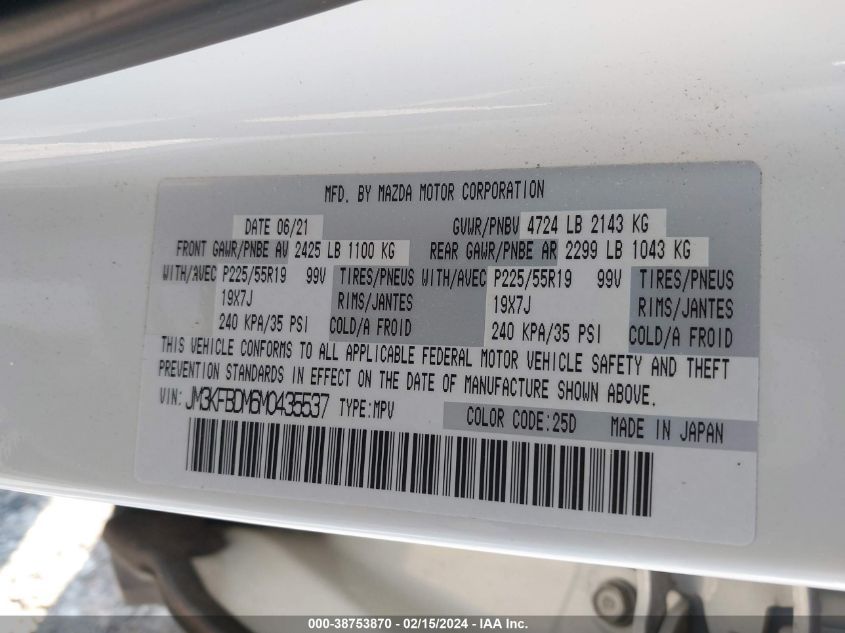 MFD. BY MAZDA MOTOR CORPORATION
DATE 06/21 GVWR/PNBV 4724 LB 2143 KG
FRONT GAWR/PNBE AV 2425 LB 1100 KG REAR GAWR/PNBE AR 2299 LB 1043 KG
WITH/AVEC P225/55R19 99V TIRES/PNEUS WITH/AVEC P225/55R19 99V TIRES/PNEUS
19X7J RIMS/JANTES 19X7J RIMS/JANTES
240 KPA/35 PSI COLD/A FROID 240 KPA/35 PSI COLD/A FROID
THIS VEHICLE CONFORMS TO ALL APPLICABLE FEDERAL MOTOR VEHICLE SAFETY AND THEFT
PREVENTION STANDARDS IN EFFECT ON THE DATE OF MANUFACTURE SHOWN ABOVE.
VIN: JM3KFBDM6M0435537 TYPE:MPV COLOR CODE:25D MADE IN JAPAN
000-38753870 - 02/15/2024 - IAA Inc.